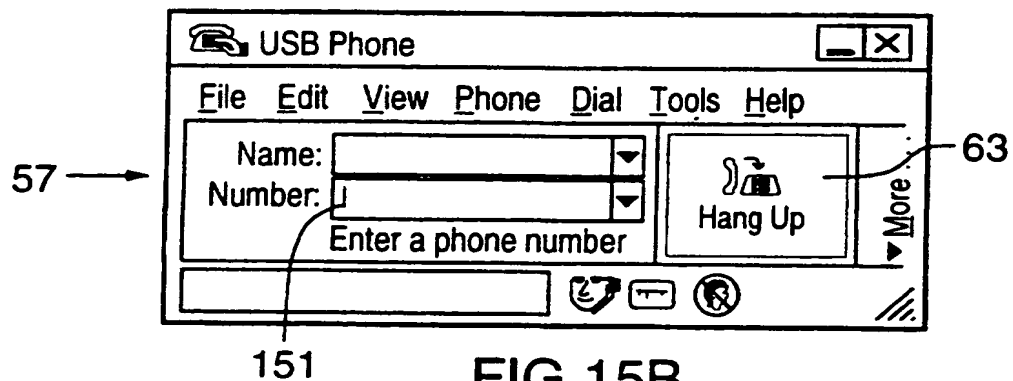 USB Phone
File Edit View Phone Dial Tools Help
Name:
Number:
Enter a phone number
Hang Up
More...
57
63
151
FIG.15B